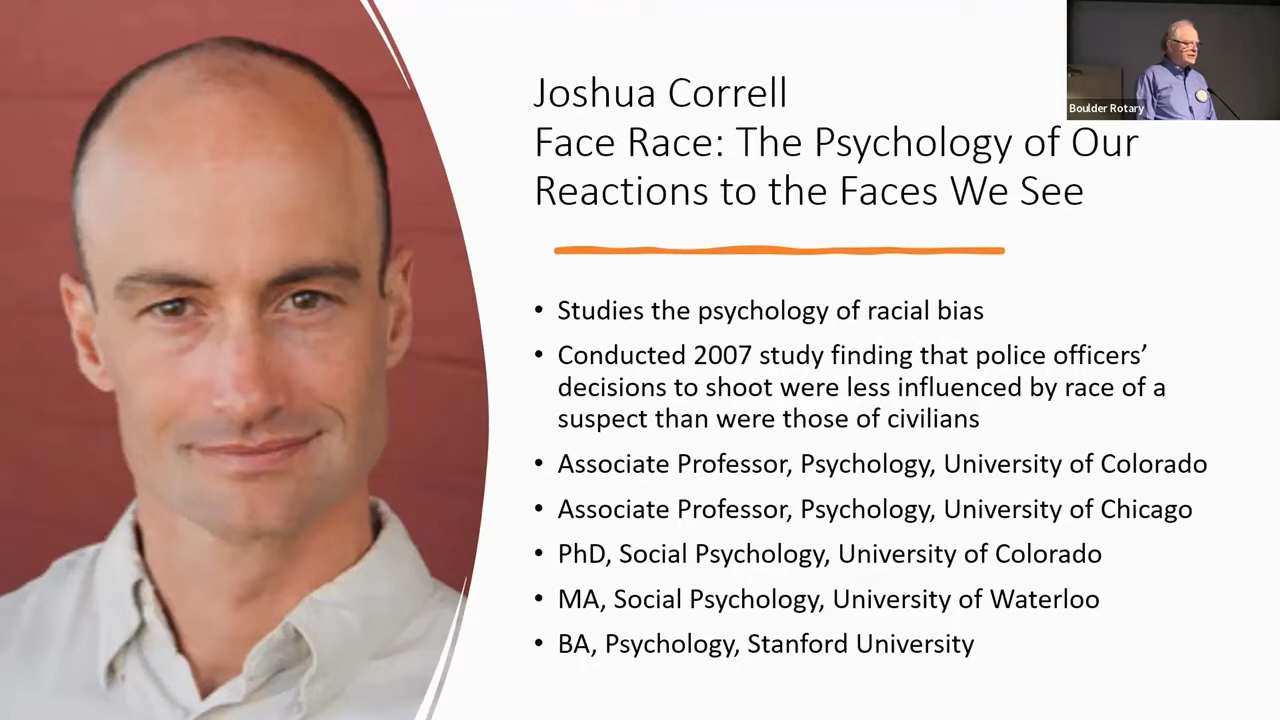 Joshua Correll
Face Race: The Psychology of Our
Reactions to the Faces We See
Boulder Rotary
• Studies the psychology of racial bias
• Conducted 2007 study finding that police officers’
decisions to shoot were less influenced by race of a
suspect than were those of civilians
• Associate Professor, Psychology, University of Colorado
• Associate Professor, Psychology, University of Chicago
• PhD, Social Psychology, University of Colorado
• MA, Social Psychology, University of Waterloo
• BA, Psychology, Stanford University